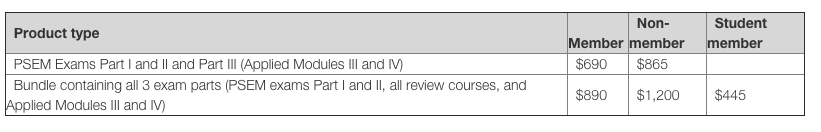 Product type Member Non-member Student member
PSEM Exams Part I and II and Part III (Applied Modules III and IV) $690 $865
Bundle containing all 3 exam parts (PSEM exams Part I and II, all review courses, and
Applied Modules III and IV) $890 $1,200 $445